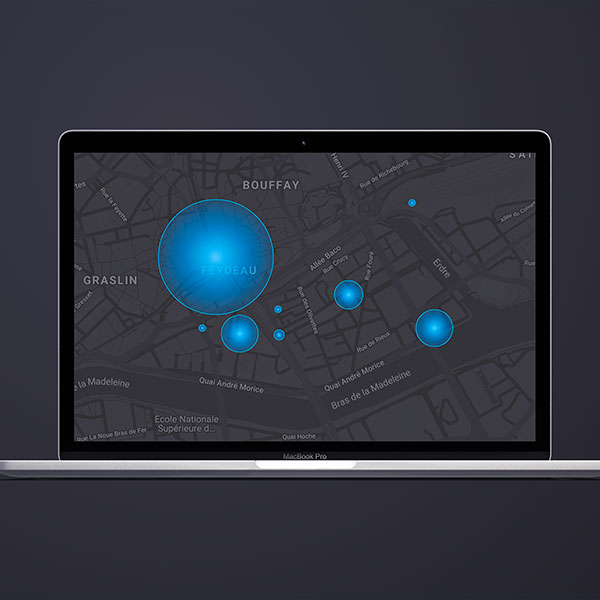 SAI
Henri IV
Rue de Richebourg
tes
BOUFFAY
Rue la Fayette
Allée du
Allée Baco
Rue Crucy
Rue Fouré
Erdre
FEYDEAU
GRASLIN
Gresset
Rue des Olivettes
Rue de Rieux
Quai André Morice
Quai André Morice
Bras de la Madeleine
de la Madeleine
Ecole Nationale
Supérieure d...
Rue La Noue Bras de Fer
Quai Hoche
MacBook Pro